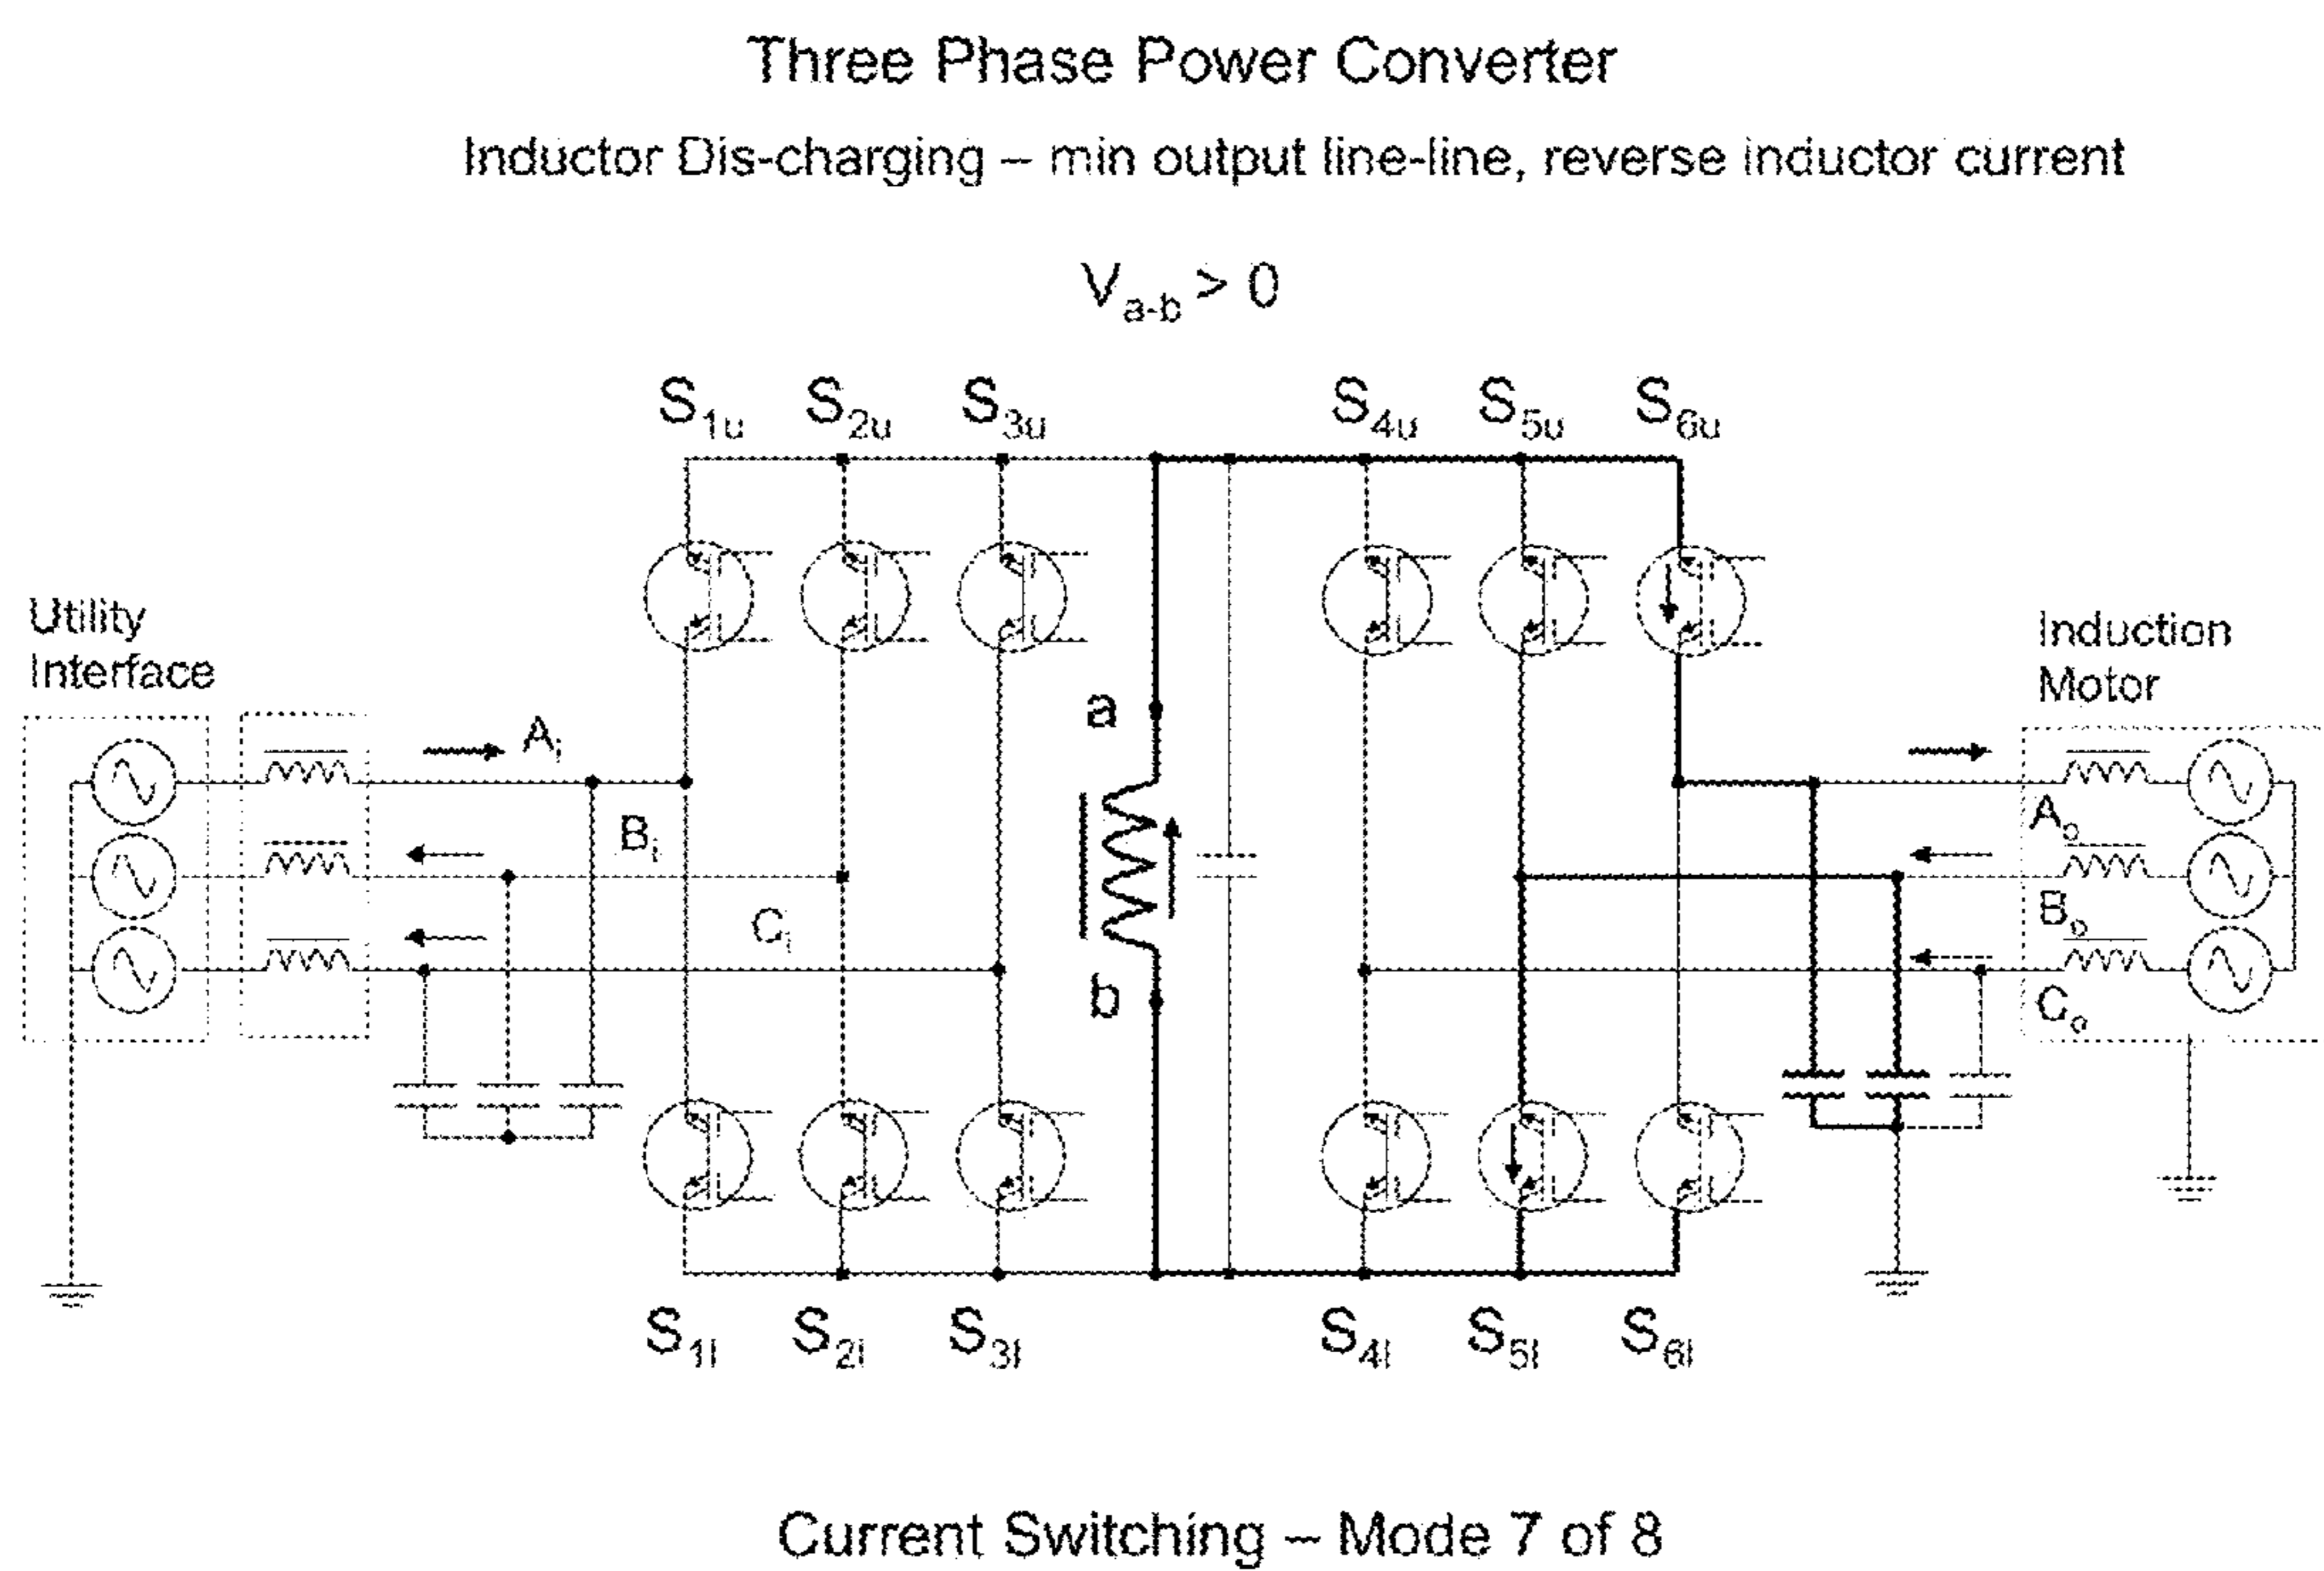 Three Phase Power Converter
Inductor Dis-charging – min output line-line, reverse inductor current
Va-b > 0
S1u S2u S3u S4u S5u S6u
Utility
Interface
Induction
Motor
a
Ai
Bi
Ao
Ci
Bo
b
Co
S1l S2l S3l S4l S5l S6l
Current Switching – Mode 7 of 8